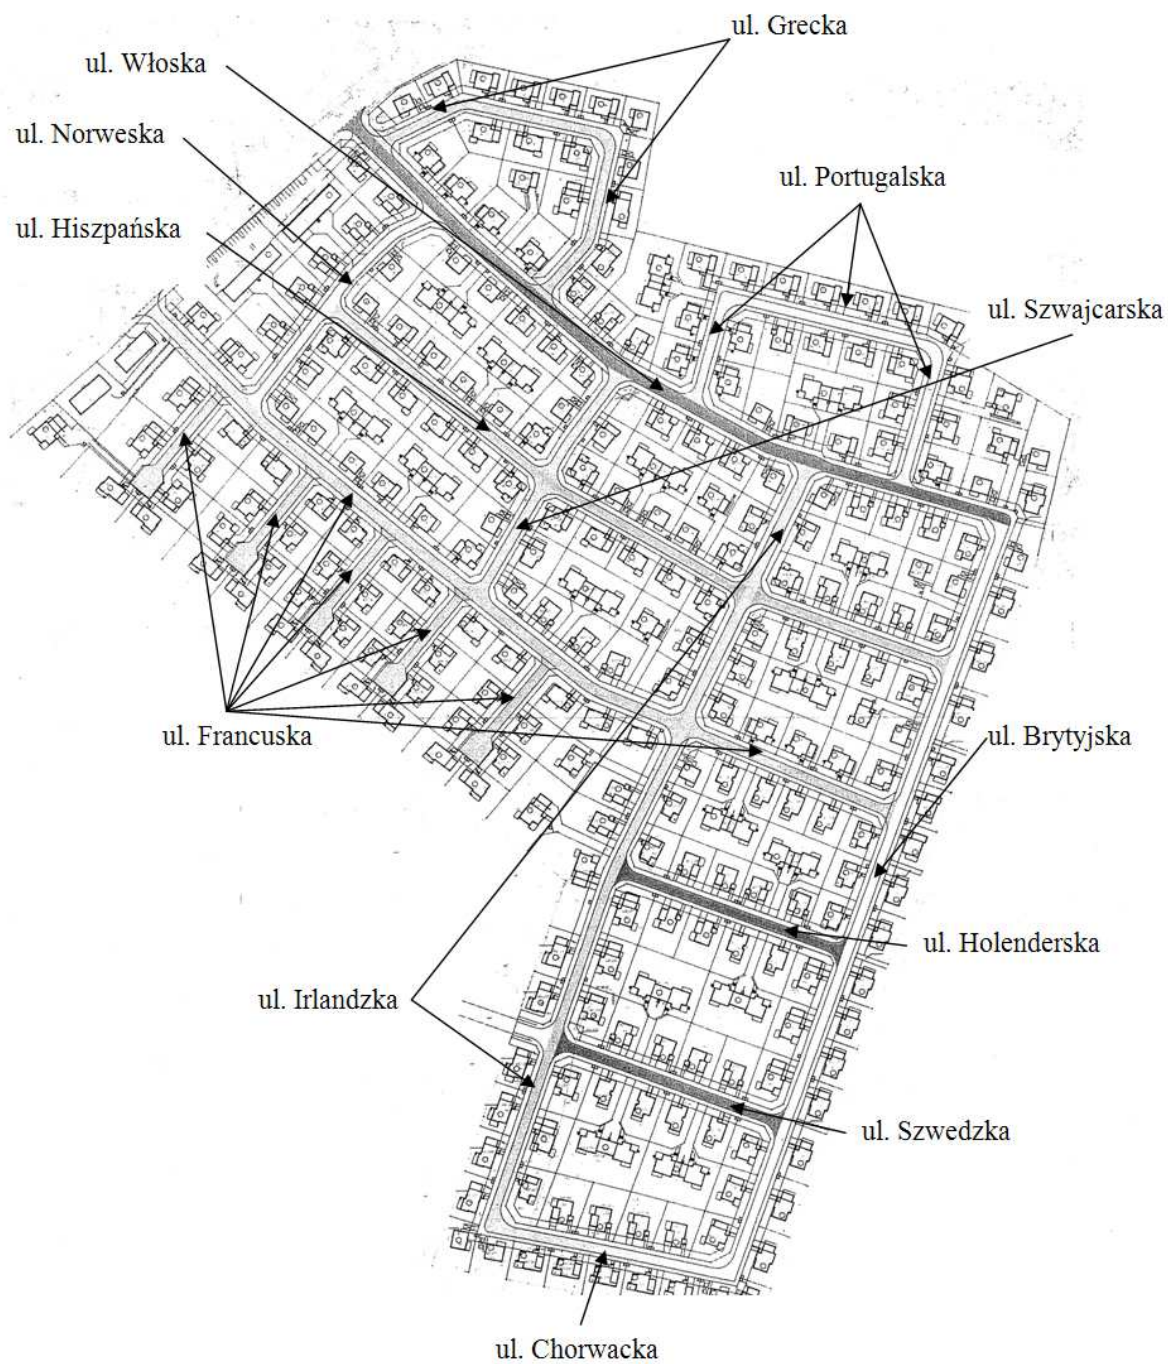 ul. Grecka
ul. Włoska
ul. Norweska
ul. Portugalska
ul. Hiszpańska
ul. Szwajcarska
ul. Francuska
ul. Brytyjska
ul. Holenderska
ul. Irlandzka
ul. Szwedzka
ul. Chorwacka